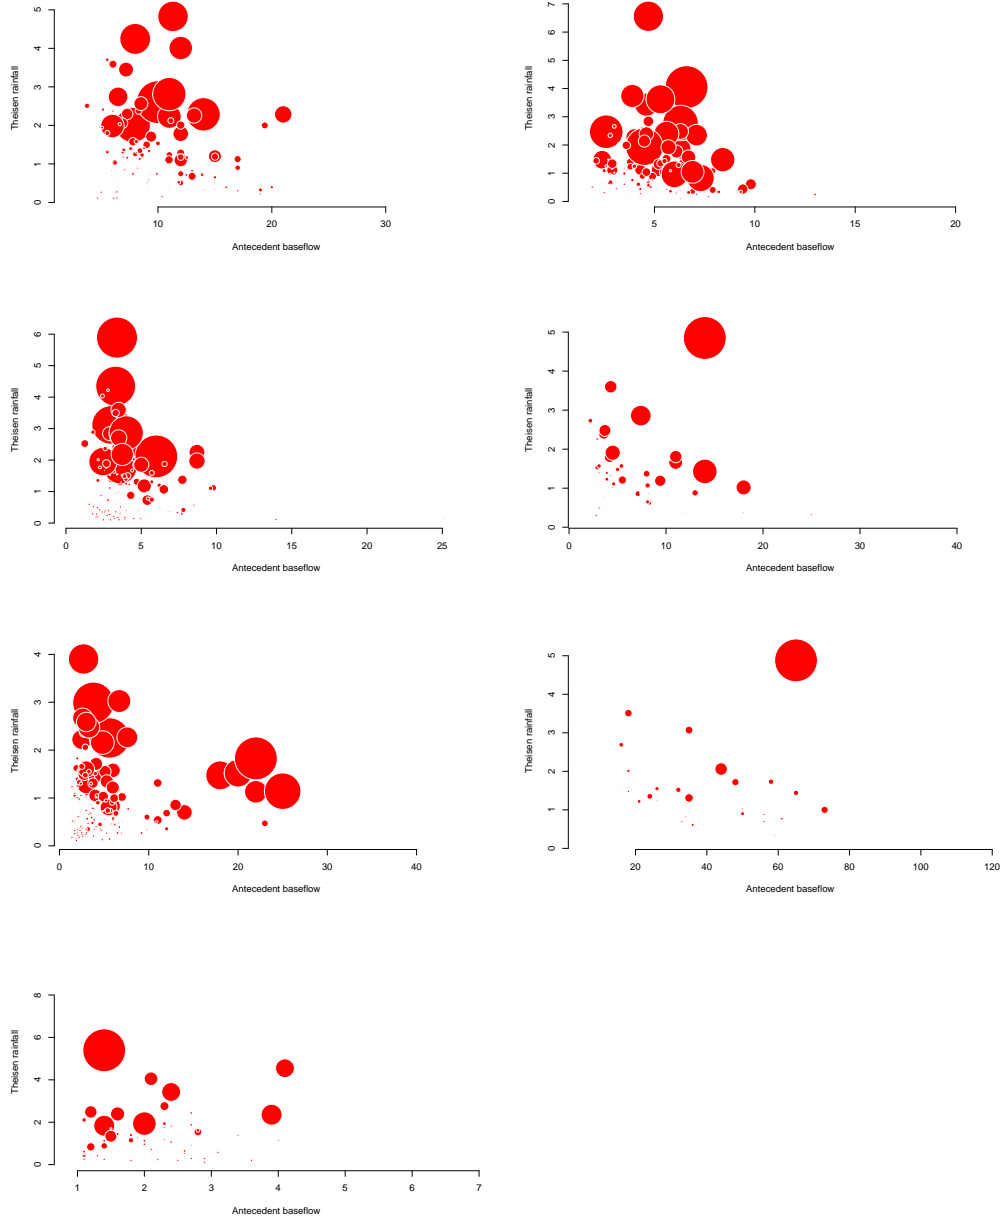 Theisen rainfall
0 1 2 3 4 5
10 20 30
Antecedent baseflow
Theisen rainfall
0 1 2 3 4 5 6 7
5 10 15 20
Antecedent baseflow
Theisen rainfall
0 1 2 3 4 5 6
0 5 10 15 20 25
Antecedent baseflow
Theisen rainfall
0 1 2 3 4 5
0 10 20 30 40
Antecedent baseflow
Theisen rainfall
0 1 2 3 4
0 10 20 30 40
Antecedent baseflow
Theisen rainfall
0 1 2 3 4 5
20 40 60 80 100 120
Antecedent baseflow
Theisen rainfall
0 2 4 6 8
1 2 3 4 5 6 7
Antecedent baseflow